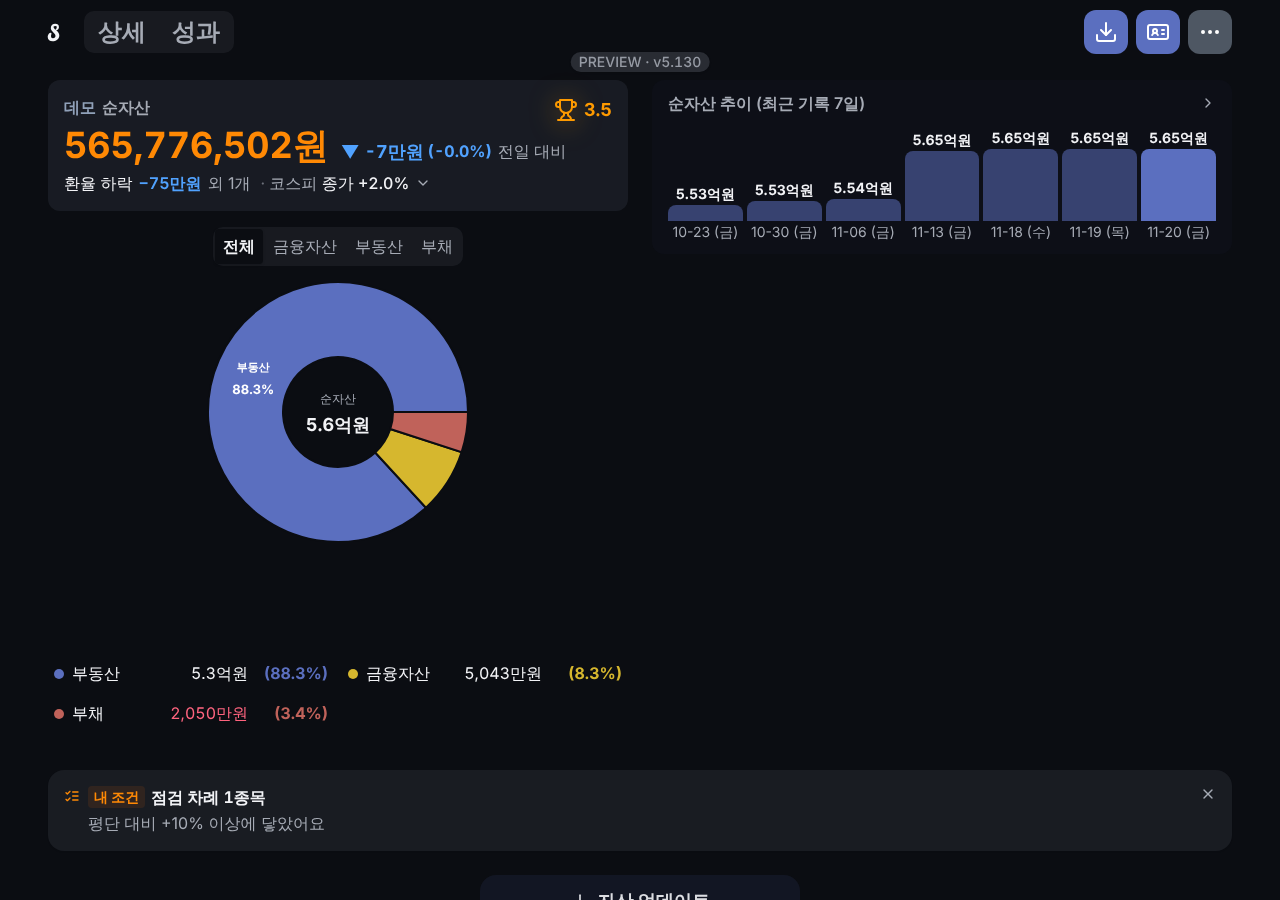 S 상세 성과
PREVIEW · v5.130
데모 순자산
3.5
565,776,502원 ▼ -7만원 (-0.0%) 전일 대비
환율 하락 −75만원 외 1개 · 코스피 종가 +2.0%
순자산 추이 (최근 기록 7일)
5.53억원 5.53억원 5.54억원 5.65억원 5.65억원 5.65억원 5.65억원
10-23 (금) 10-30 (금) 11-06 (금) 11-13 (금) 11-18 (수) 11-19 (목) 11-20 (금)
전체 금융자산 부동산 부채
부동산
88.3%
순자산
5.6억원
부동산 5.3억원 (88.3%) 금융자산 5,043만원 (8.3%)
부채 2,050만원 (3.4%)
내 조건 점검 차례 1종목
평단 대비 +10% 이상에 닿았어요
자산 업데이트